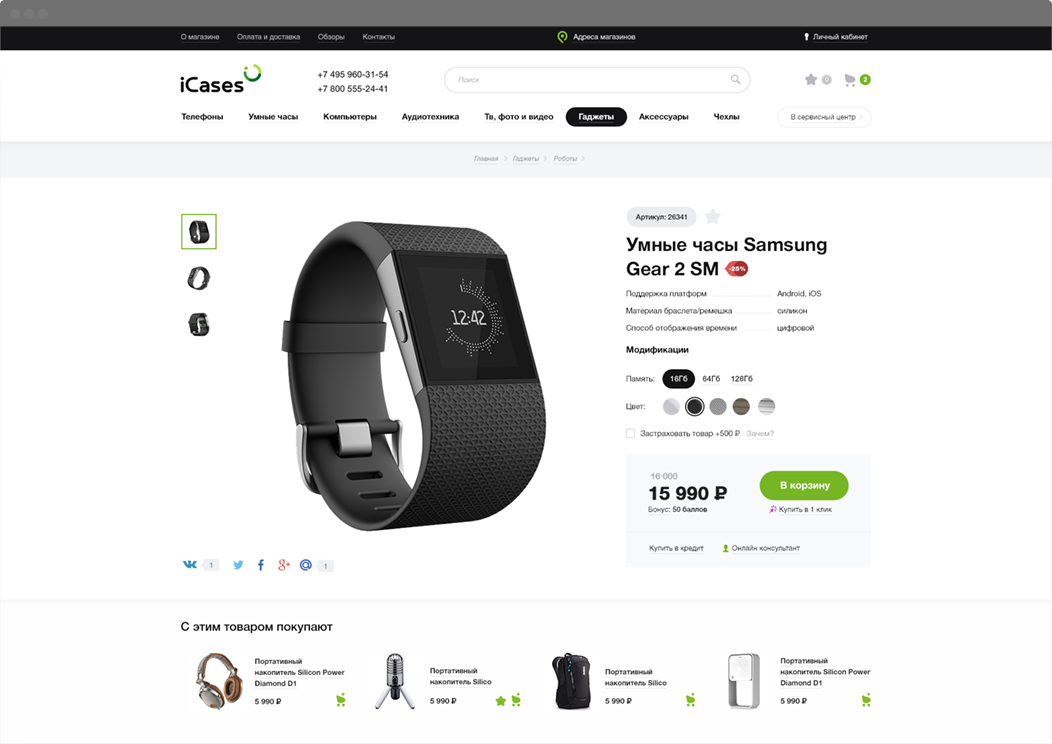 О магазине
Оплата и доставка
Обзоры
Контакты
Адреса магазинов
Личный кабинет
iCases
+7 495 960-31-54
+7 800 555-24-41
Поиск
0
2
Телефоны
Умные часы
Компьютеры
Аудиотехника
Тв, фото и видео
Гаджеты
Аксессуары
Чехлы
В сервисный центр
Главная
Гаджеты
Роботы
Артикул: 26341
Умные часы Samsung
Gear 2 SM -25%
Поддержка платформ Android, iOS
Материал браслета/ремешка силикон
Способ отображения времени цифровой
Модификации
Память: 16Гб 64Гб 128Гб
Цвет:
Застраховать товар +500 ₽ Зачем?
12:42
16 000
15 990 ₽
Бонус: 50 баллов
В корзину
Купить в 1 клик
Купить в кредит
Онлайн консультант
1
1
С этим товаром покупают
Портативный
накопитель Silicon Power
Diamond D1
5 990 ₽
Портативный
накопитель Silico
5 990 ₽
Портативный
накопитель Silico
5 990 ₽
Портативный
накопитель Silicon Power
Diamond D1
5 990 ₽